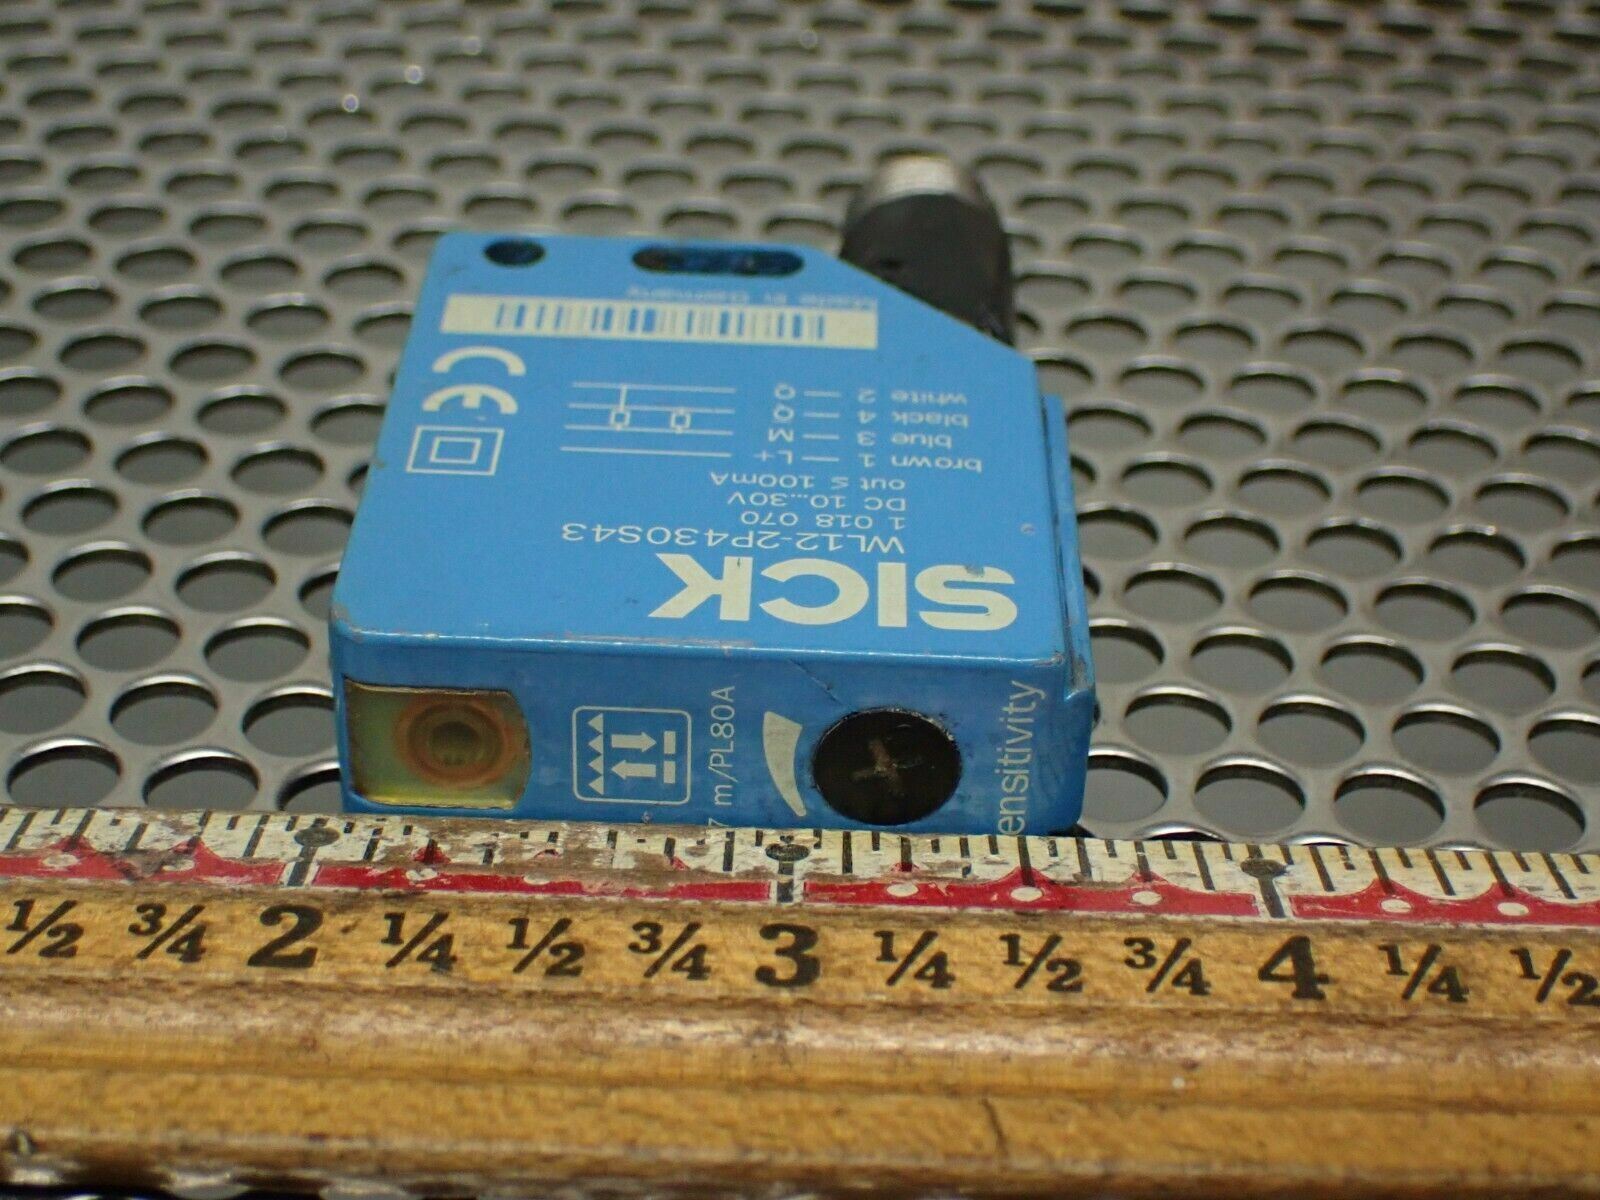 SICK
WL12-2P430S43
1 018 070
DC 10...30V
out ≤ 100mA
brown 1 — L+
blue 3 — M
black 4 — Q
white 2 — Q
CE
Made in Germany
7 m/PL80A
ensitivity
1/2 3/4 2 1/4 1/2 3/4 3 1/4 1/2 3/4 4 1/4 1/2